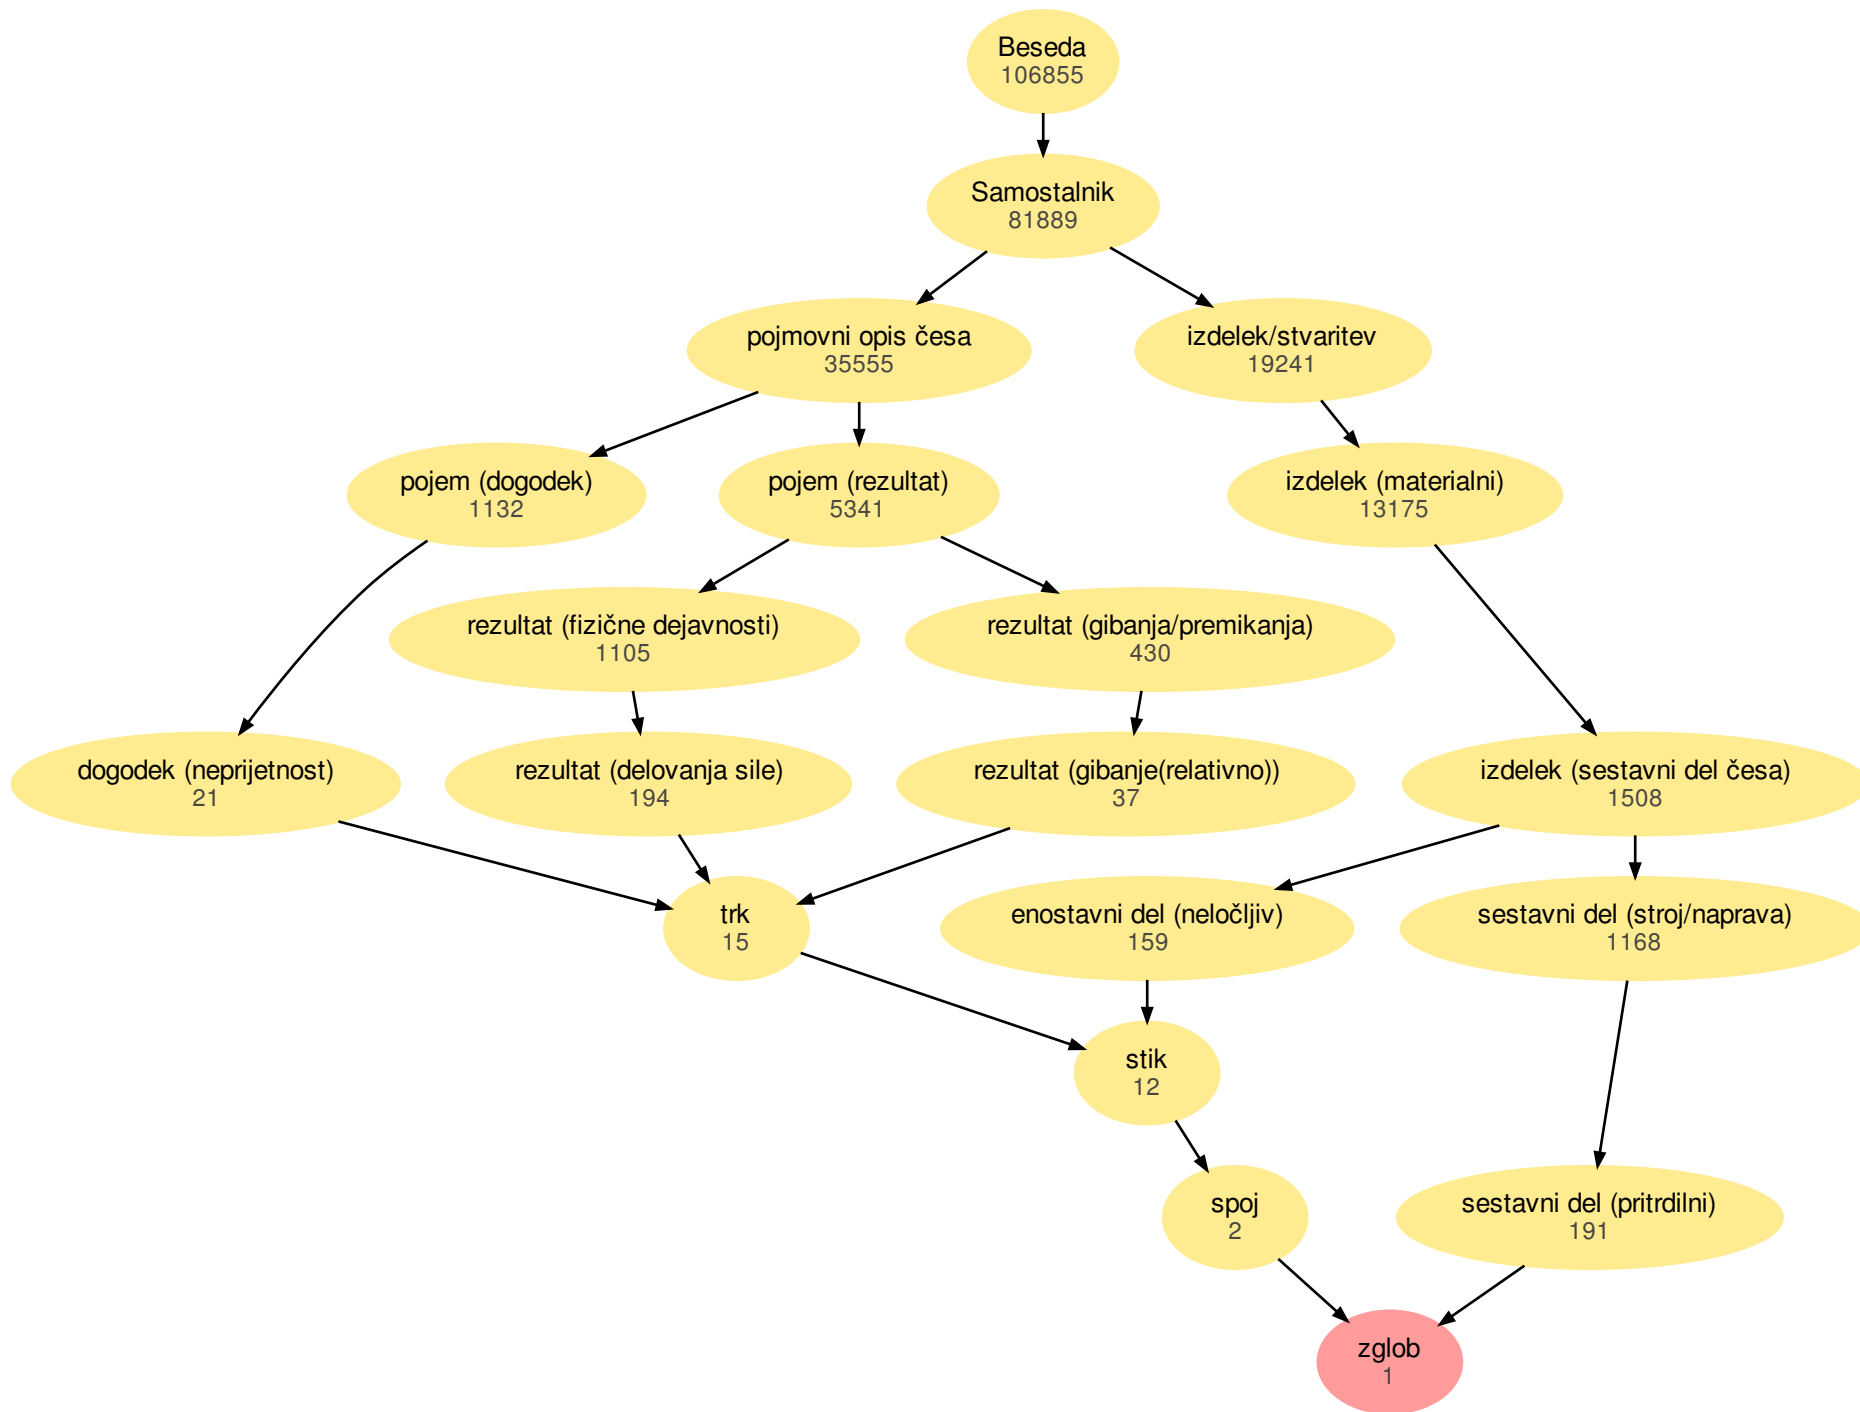 Beseda
106855
Samostalnik
81889
pojmovni opis česa
35555
izdelek/stvaritev
19241
pojem (dogodek)
1132
pojem (rezultat)
5341
izdelek (materialni)
13175
rezultat (fizične dejavnosti)
1105
rezultat (gibanja/premikanja)
430
dogodek (neprijetnost)
21
rezultat (delovanja sile)
194
rezultat (gibanje(relativno))
37
izdelek (sestavni del česa)
1508
trk
15
enostavni del (neločljiv)
159
sestavni del (stroj/naprava)
1168
stik
12
spoj
2
sestavni del (pritrdilni)
191
zglob
1